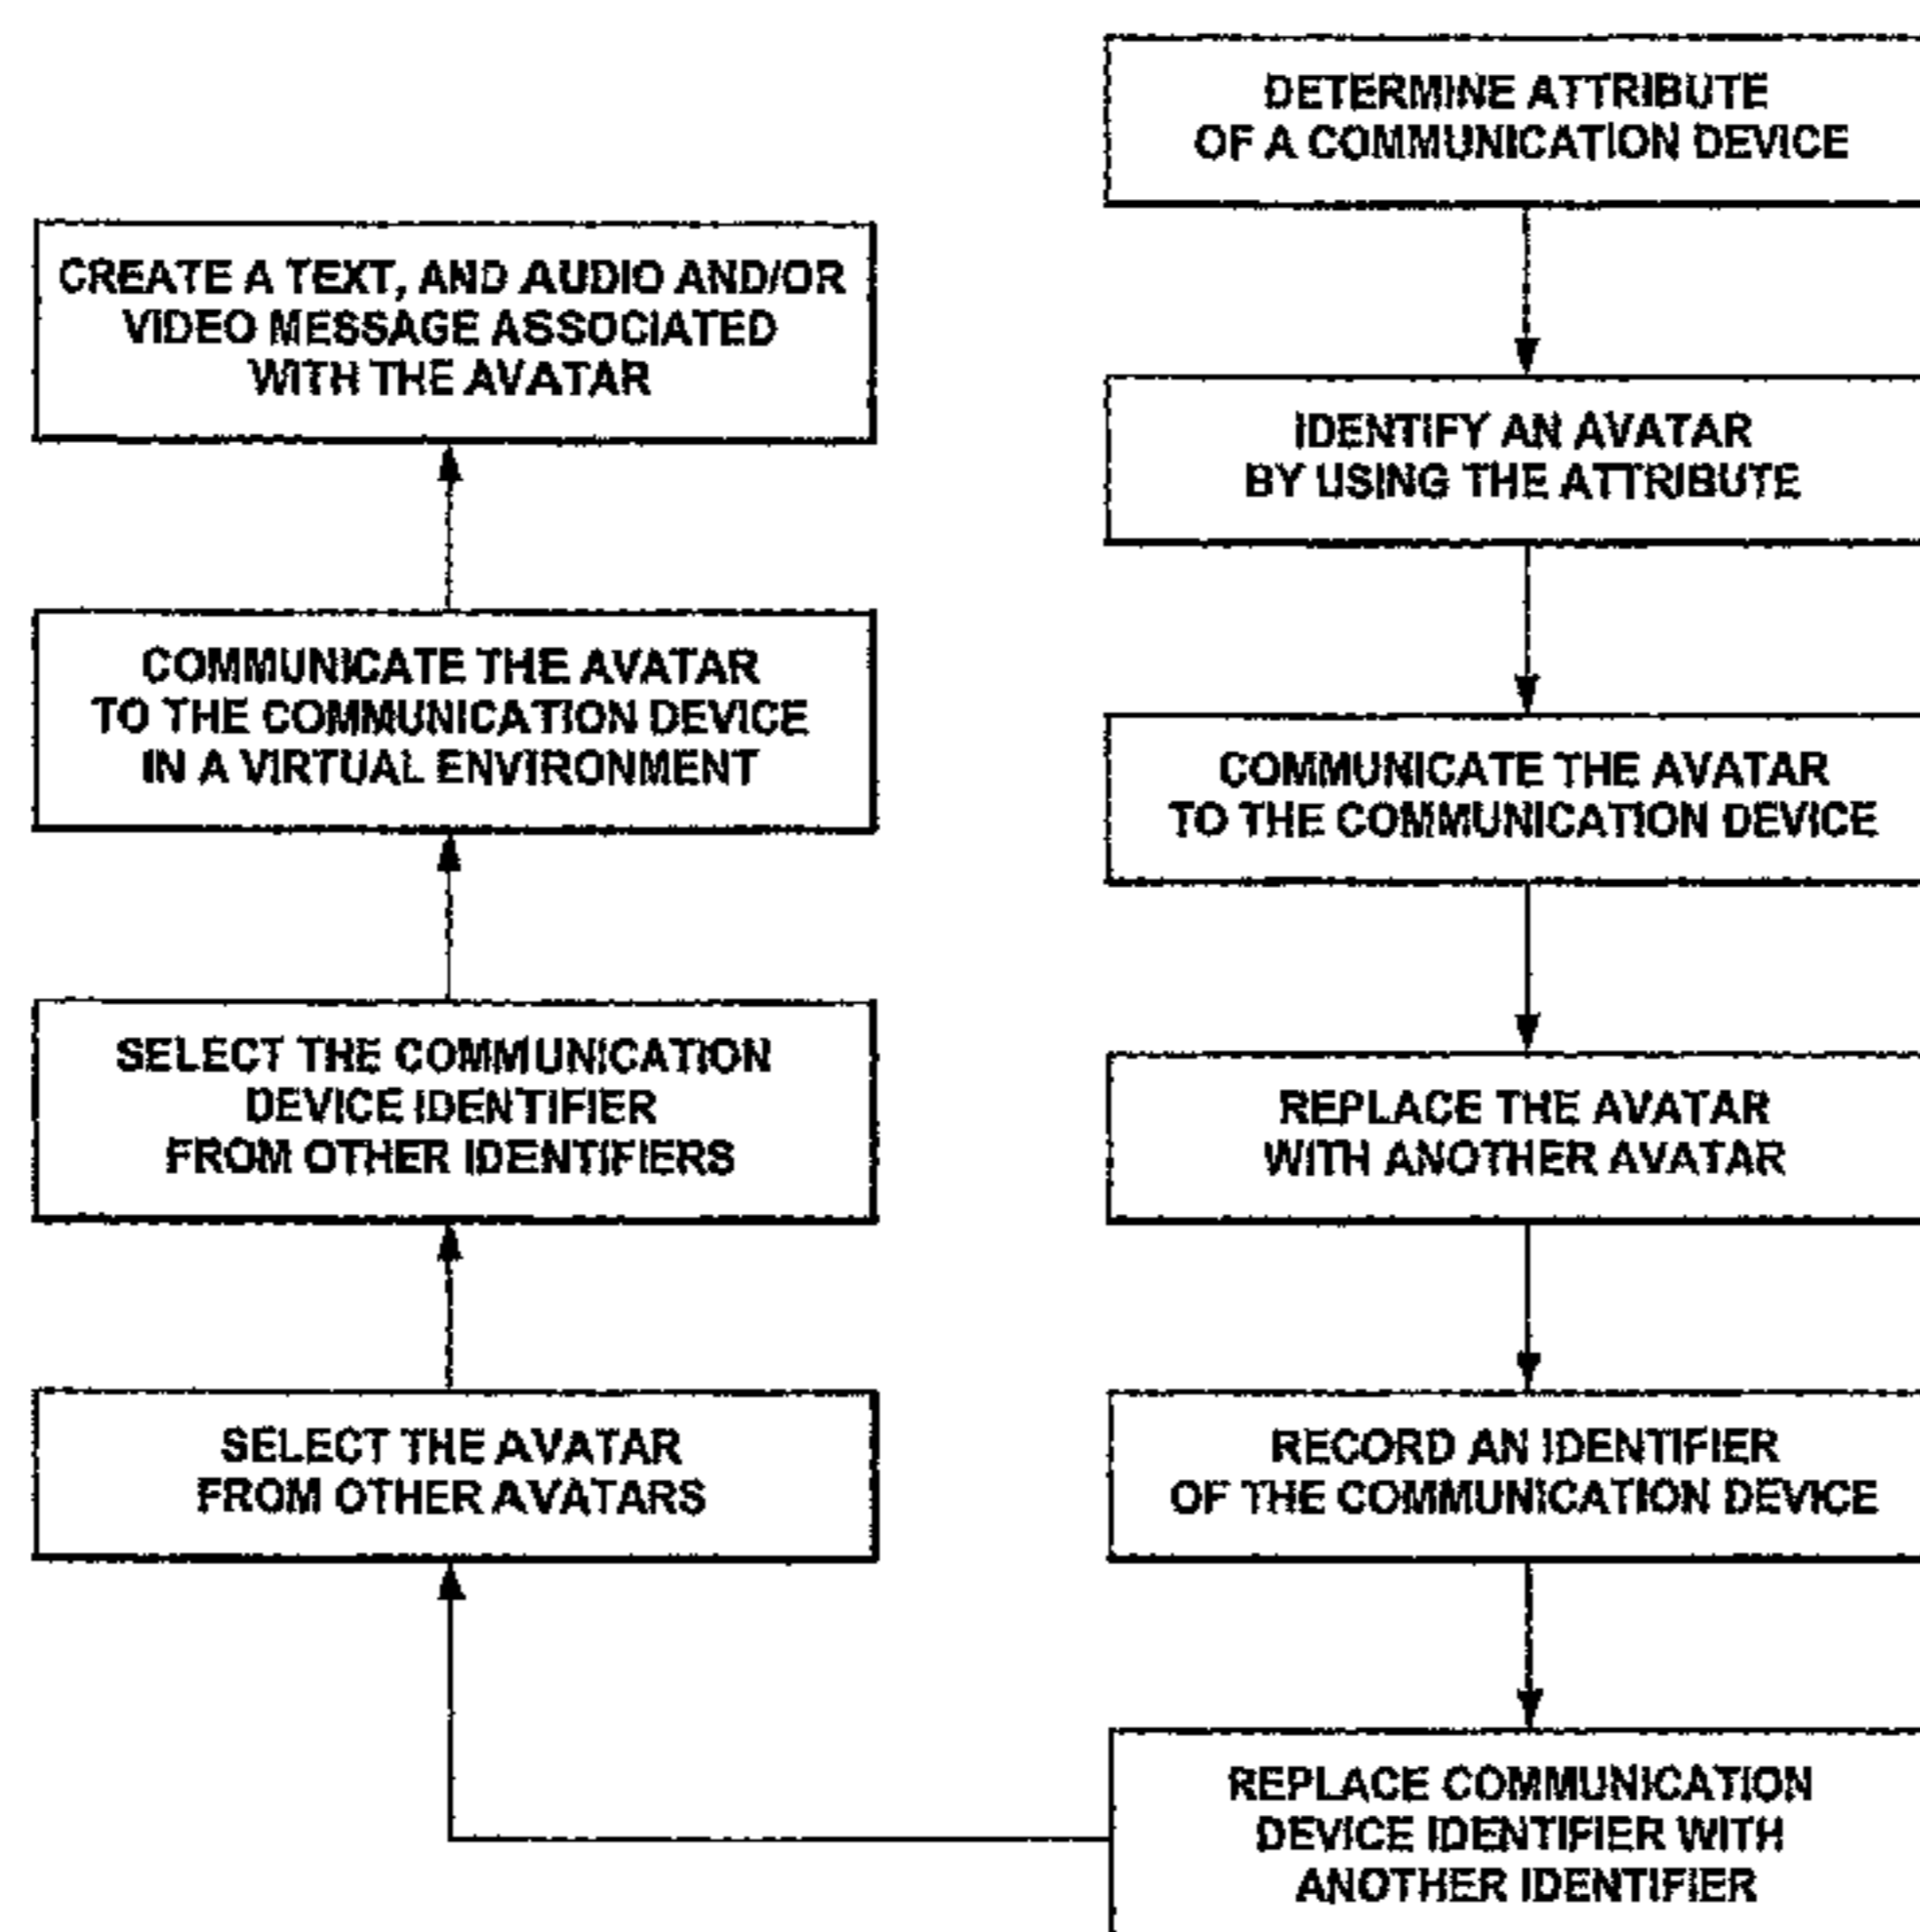 DETERMINE ATTRIBUTE
OF A COMMUNICATION DEVICE
IDENTIFY AN AVATAR
BY USING THE ATTRIBUTE
COMMUNICATE THE AVATAR
TO THE COMMUNICATION DEVICE
REPLACE THE AVATAR
WITH ANOTHER AVATAR
RECORD AN IDENTIFIER
OF THE COMMUNICATION DEVICE
REPLACE COMMUNICATION
DEVICE IDENTIFIER WITH
ANOTHER IDENTIFIER
SELECT THE AVATAR
FROM OTHER AVATARS
SELECT THE COMMUNICATION
DEVICE IDENTIFIER
FROM OTHER IDENTIFIERS
COMMUNICATE THE AVATAR
TO THE COMMUNICATION DEVICE
IN A VIRTUAL ENVIRONMENT
CREATE A TEXT, AND AUDIO AND/OR
VIDEO MESSAGE ASSOCIATED
WITH THE AVATAR